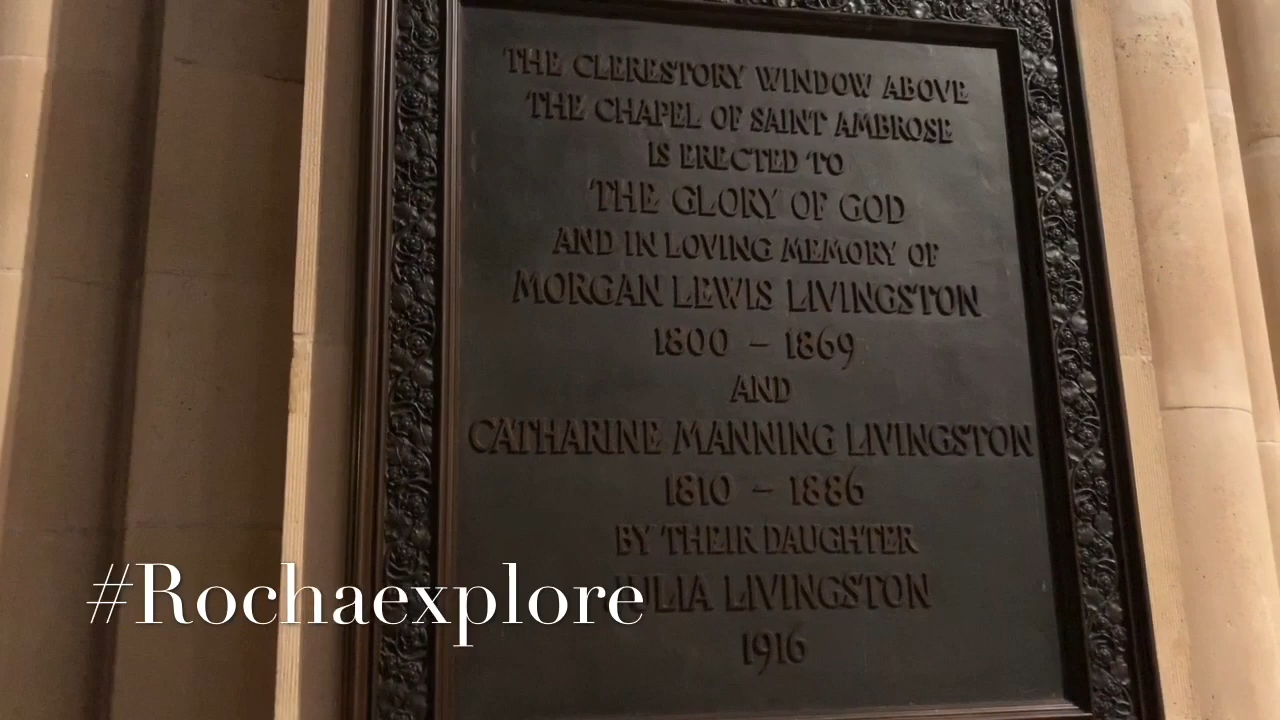 THE CLERESTORY WINDOW ABOVE
THE CHAPEL OF SAINT AMBROSE
IS ERECTED TO
THE GLORY OF GOD
AND IN LOVING MEMORY OF
MORGAN LEWIS LIVINGSTON
1800 – 1869
AND
CATHARINE MANNING LIVINGSTON
1810 – 1886
BY THEIR DAUGHTER
JULIA LIVINGSTON
1916
#Rochaexplore